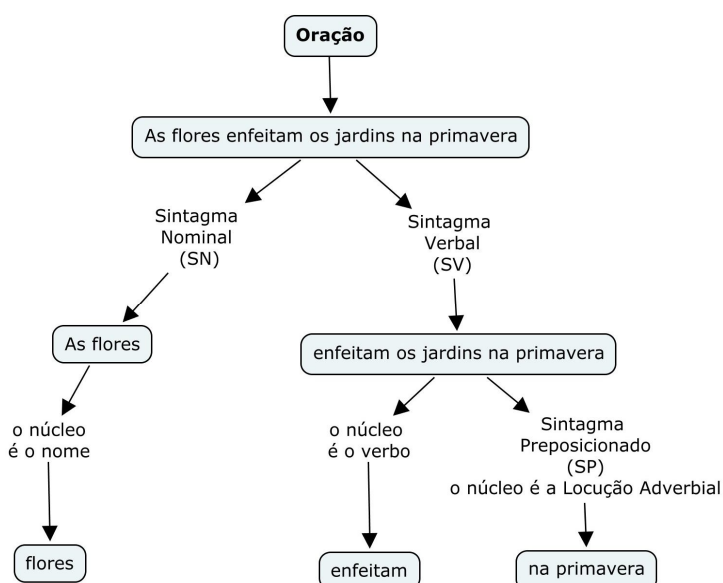 Oração
As flores enfeitam os jardins na primavera
Sintagma
Nominal
(SN)
Sintagma
Verbal
(SV)
As flores
enfeitam os jardins na primavera
o núcleo
é o nome
o núcleo
é o verbo
Sintagma
Preposicionado
(SP)
o núcleo é a Locução Adverbial
flores
enfeitam
na primavera